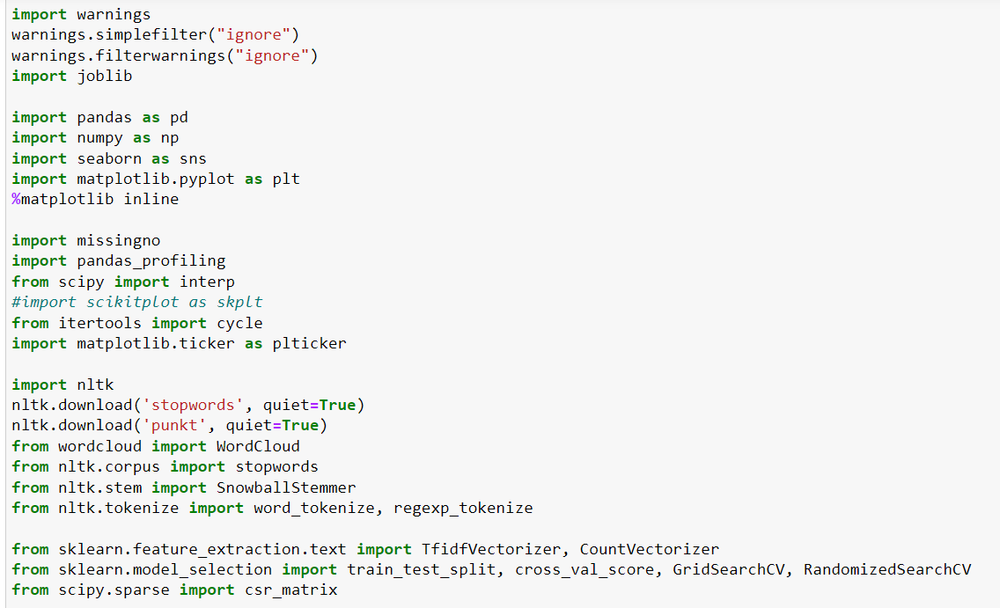 import warnings
warnings.simplefilter("ignore")
warnings.filterwarnings("ignore")
import joblib

import pandas as pd
import numpy as np
import seaborn as sns
import matplotlib.pyplot as plt
%matplotlib inline

import missingno
import pandas_profiling
from scipy import interp
#import scikitplot as skplt
from itertools import cycle
import matplotlib.ticker as plticker

import nltk
nltk.download('stopwords', quiet=True)
nltk.download('punkt', quiet=True)
from wordcloud import WordCloud
from nltk.corpus import stopwords
from nltk.stem import SnowballStemmer
from nltk.tokenize import word_tokenize, regexp_tokenize

from sklearn.feature_extraction.text import TfidfVectorizer, CountVectorizer
from sklearn.model_selection import train_test_split, cross_val_score, GridSearchCV, RandomizedSearchCV
from scipy.sparse import csr_matrix